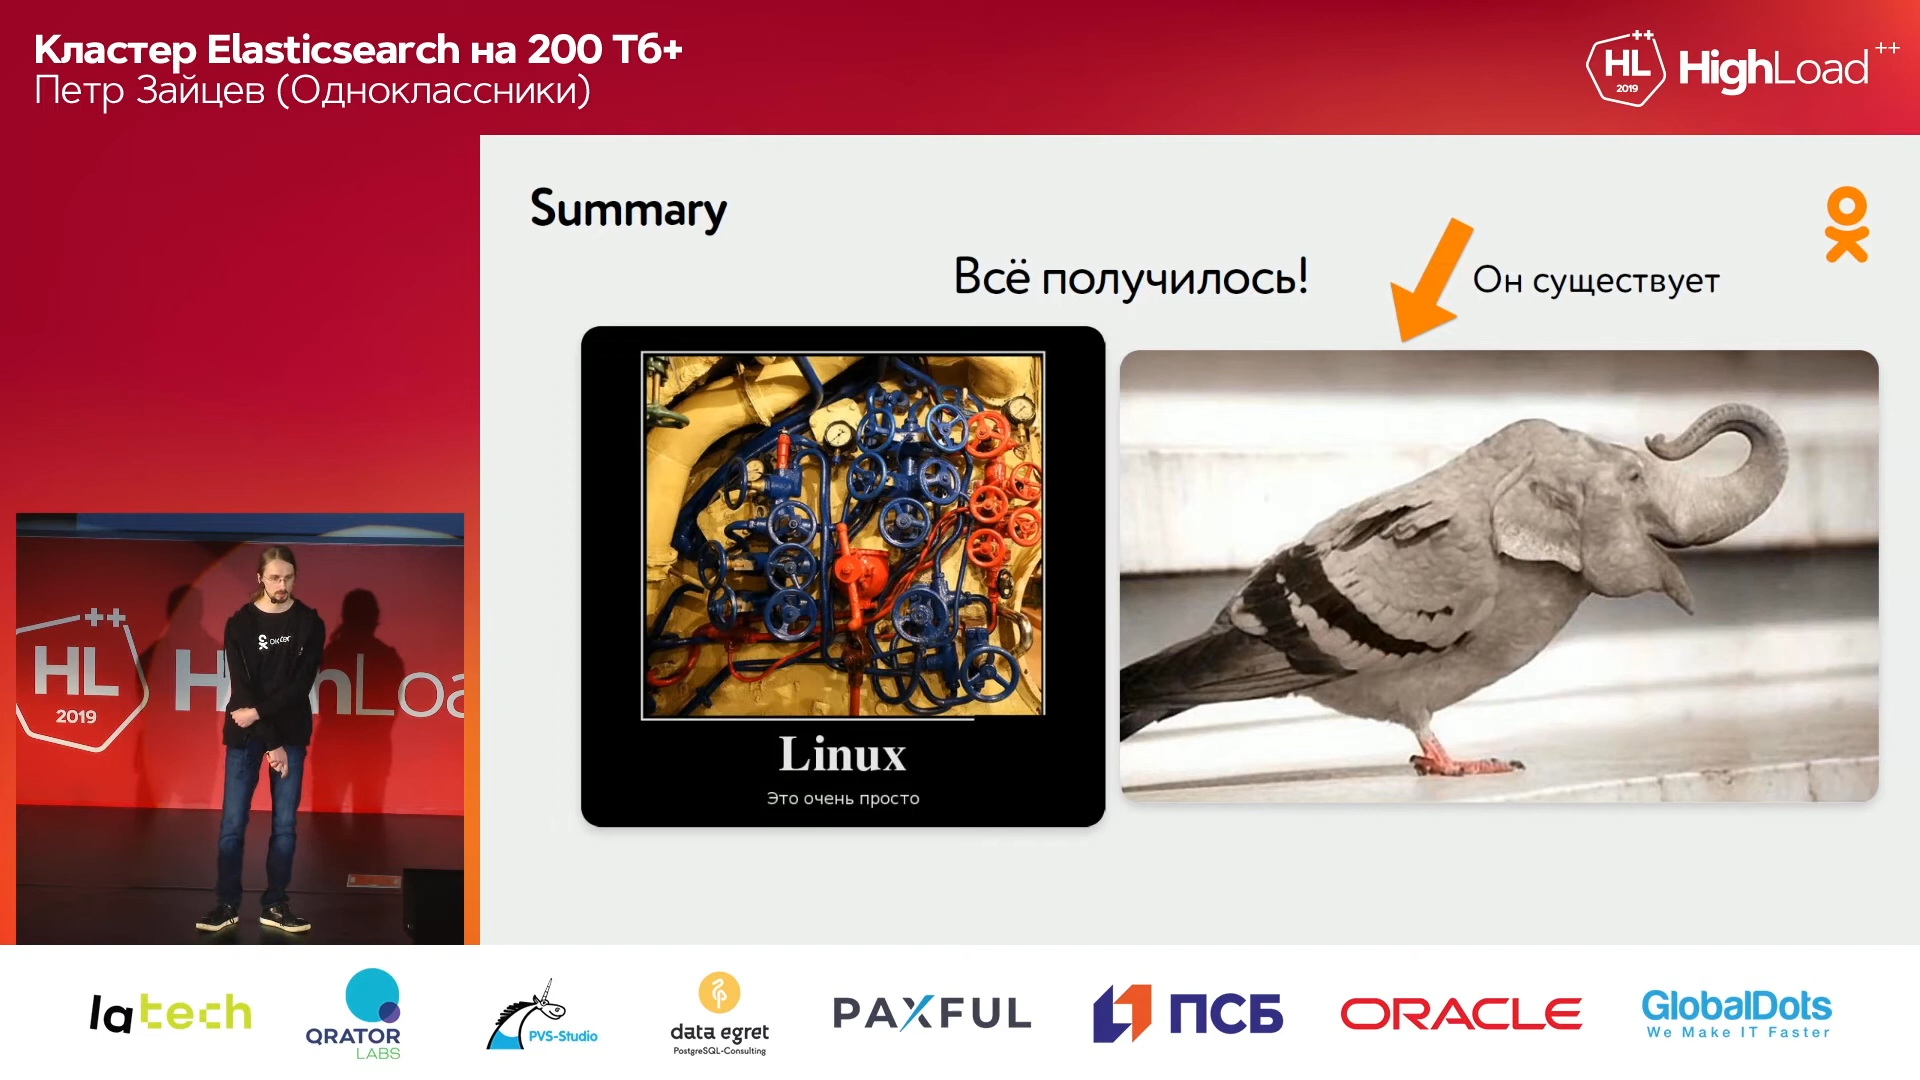 Кластер Elasticsearch на 200 Тб+
Петр Зайцев (Одноклассники)
HL++
2019
HighLoad++
Summary
Всё получилось!
Он существует
Linux
Это очень просто
++
HL
2019
HighLoa
latech
QRATOR
LABS
PVS-Studio
data egret
PostgreSQL-Consulting
PAXFUL
ПСБ
ORACLE
GlobalDots
We Make IT Faster